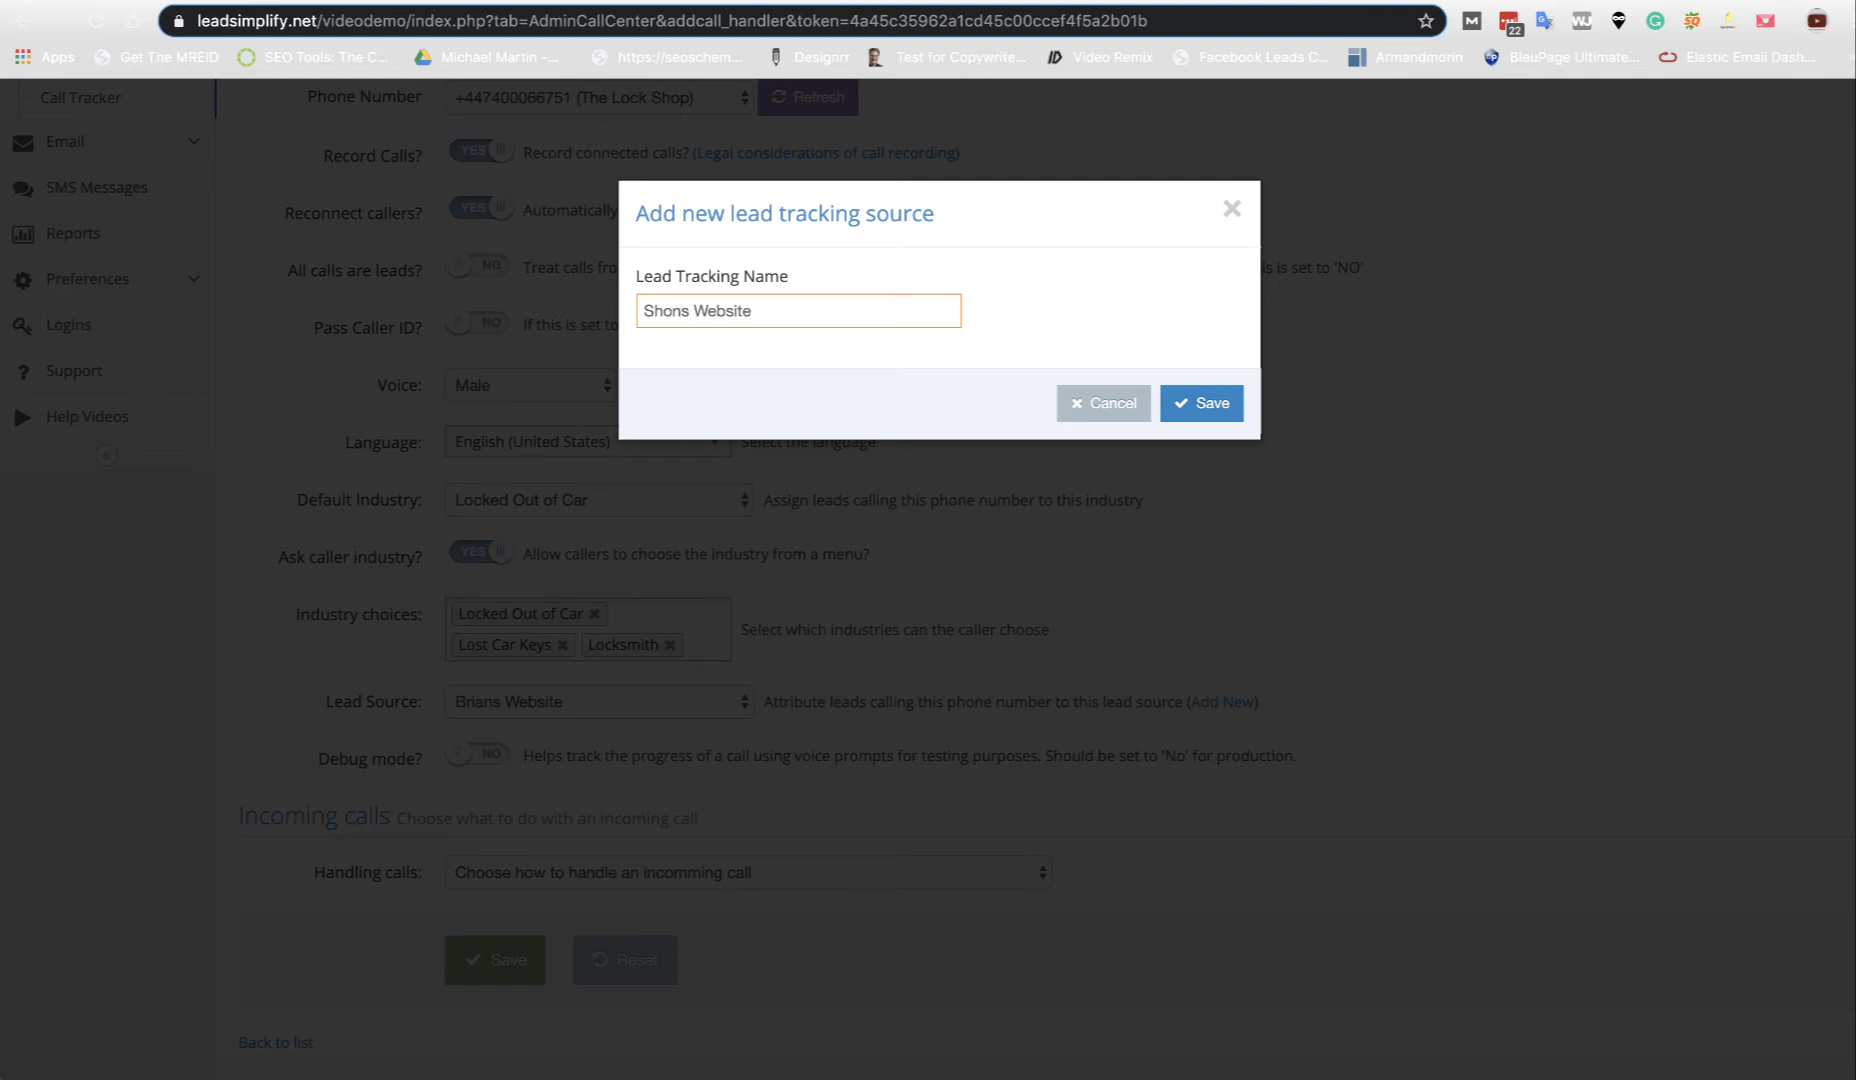 leadsimplify.net/videodemo/index.php?tab=AdminCallCenter&addcall_handler&token=4a45c35962a1cd45c00ccef4f5a2b01b
22
Apps Get The MREID SEO Tools: The C... Michael Martin -... https://seoschem... Designrr Test for Copywrite... Video Remix Facebook Leads C... Armandmorin BleuPage Ultimate... Elastic Email Dash...
Call Tracker
Email
SMS Messages
Reports
Preferences
Logins
Support
Help Videos
Phone Number +447400066751 (The Lock Shop) Refresh
Record Calls? YES Record connected calls? (Legal considerations of call recording)
Reconnect callers? YES Automatically
All calls are leads? NO Treat calls fro is is set to 'NO'
Pass Caller ID? NO If this is set to
Voice: Male
Language: English (United States) Select the language
Add new lead tracking source
Lead Tracking Name
Shons Website
Cancel Save
Default Industry: Locked Out of Car Assign leads calling this phone number to this industry
Ask caller industry? YES Allow callers to choose the industry from a menu?
Industry choices: Locked Out of Car
Lost Car Keys Locksmith
Select which industries can the caller choose
Lead Source: Brians Website Attribute leads calling this phone number to this lead source (Add New)
Debug mode? NO Helps track the progress of a call using voice prompts for testing purposes. Should be set to 'No' for production.
Incoming calls Choose what to do with an incoming call
Handling calls: Choose how to handle an incomming call
Save Reset
Back to list